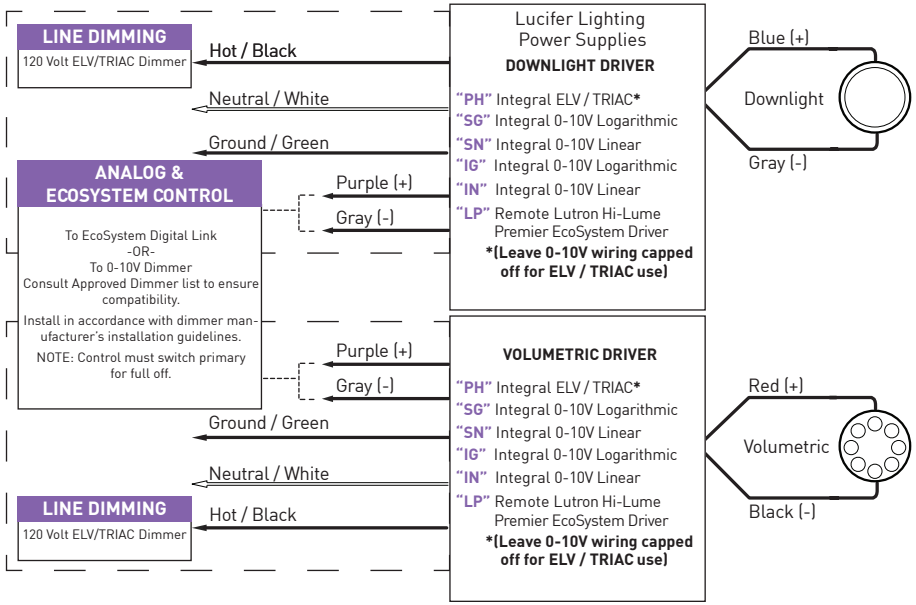 LINE DIMMING
120 Volt ELV/TRIAC Dimmer
Hot / Black
Neutral / White
Ground / Green
ANALOG &
ECOSYSTEM CONTROL
To EcoSystem Digital Link
-OR-
To 0-10V Dimmer
Consult Approved Dimmer list to ensure
compatibility.
Install in accordance with dimmer man-
ufacturer's installation guidelines.
NOTE: Control must switch primary
for full off.
Purple (+)
Gray (-)
Lucifer Lighting
Power Supplies
DOWNLIGHT DRIVER
“PH” Integral ELV / TRIAC*
“SG” Integral 0-10V Logarithmic
“SN” Integral 0-10V Linear
“IG” Integral 0-10V Logarithmic
“IN” Integral 0-10V Linear
“LP” Remote Lutron Hi-Lume
Premier EcoSystem Driver
*(Leave 0-10V wiring capped
off for ELV / TRIAC use)
Blue (+)
Downlight
Gray (-)
Purple (+)
Gray (-)
Ground / Green
Neutral / White
LINE DIMMING
120 Volt ELV/TRIAC Dimmer
Hot / Black
VOLUMETRIC DRIVER
“PH” Integral ELV / TRIAC*
“SG” Integral 0-10V Logarithmic
“SN” Integral 0-10V Linear
“IG” Integral 0-10V Logarithmic
“IN” Integral 0-10V Linear
“LP” Remote Lutron Hi-Lume
Premier EcoSystem Driver
*(Leave 0-10V wiring capped
off for ELV / TRIAC use)
Red (+)
Volumetric
Black (-)